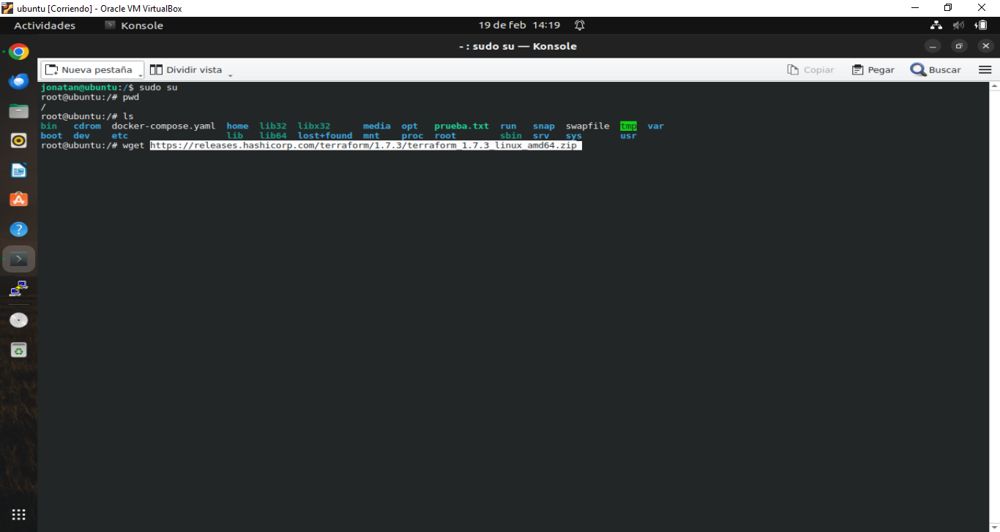 ubuntu [Corriendo] - Oracle VM VirtualBox
Actividades Konsole 19 de feb 14:19
- : sudo su — Konsole
Nueva pestaña Dividir vista Copiar Pegar Buscar
jonatan@ubuntu:/$ sudo su
root@ubuntu:/# pwd
/
root@ubuntu:/# ls
bin cdrom docker-compose.yaml home lib32 libx32 media opt prueba.txt run snap swapfile tmp var
boot dev etc lib lib64 lost+found mnt proc root sbin srv sys usr
root@ubuntu:/# wget https://releases.hashicorp.com/terraform/1.7.3/terraform_1.7.3_linux_amd64.zip